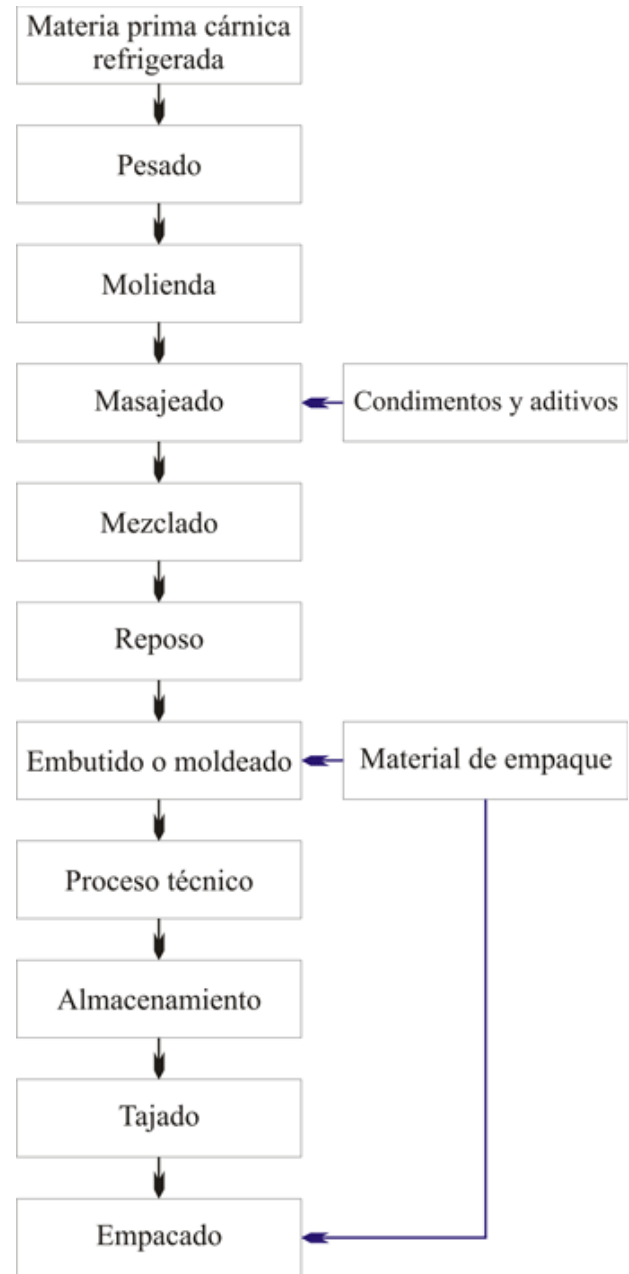 Materia prima cárnica
refrigerada
Pesado
Molienda
Masajeado
Condimentos y aditivos
Mezclado
Reposo
Embutido o moldeado
Material de empaque
Proceso técnico
Almacenamiento
Tajado
Empacado